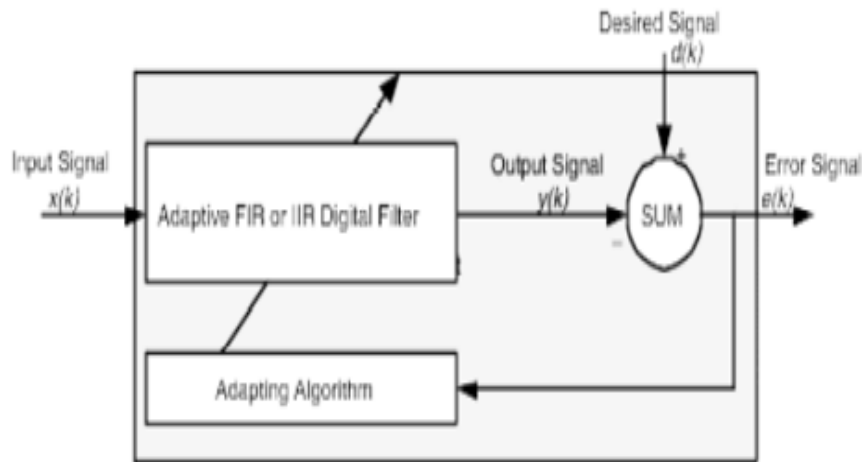 Desired Signal
d(k)
Input Signal
x(k)
Adaptive FIR or IIR Digital Filter
Output Signal
y(k)
+
SUM
−
Error Signal
e(k)
Adapting Algorithm